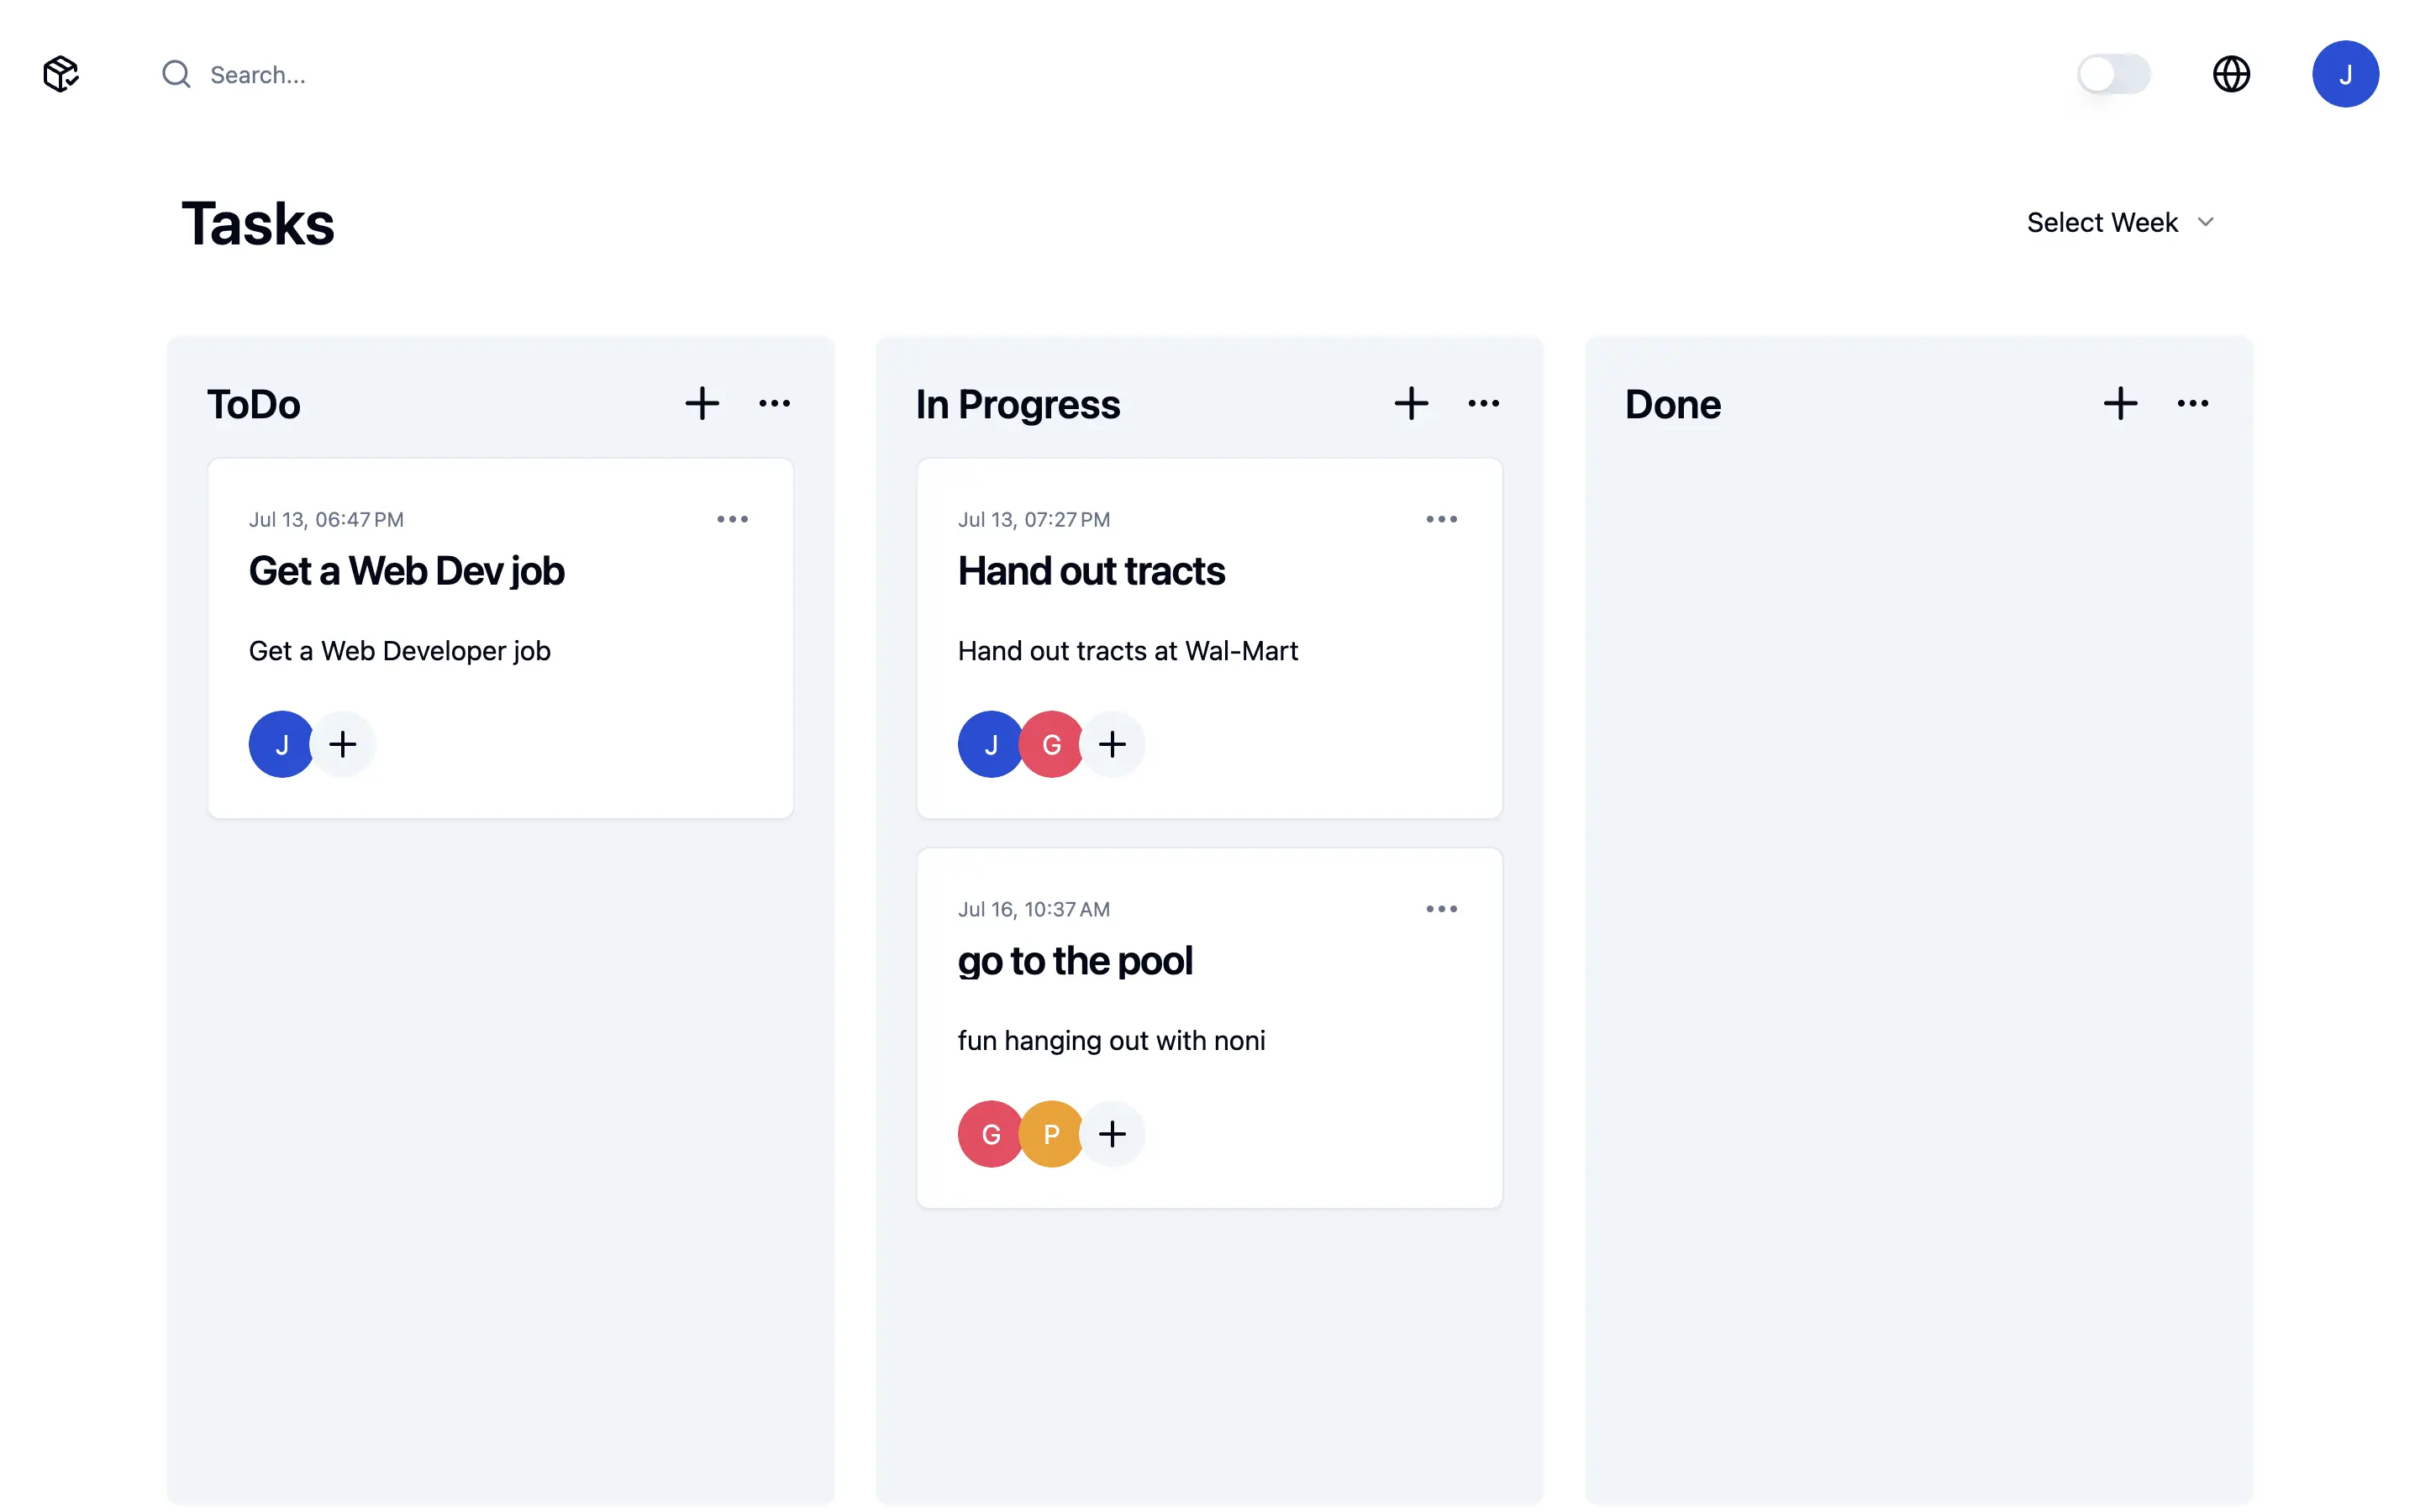 Search...
J
Tasks
Select Week
ToDo
Jul 13, 06:47 PM
Get a Web Dev job
Get a Web Developer job
J
In Progress
Jul 13, 07:27 PM
Hand out tracts
Hand out tracts at Wal-Mart
J G
Jul 16, 10:37 AM
go to the pool
fun hanging out with noni
G P
Done